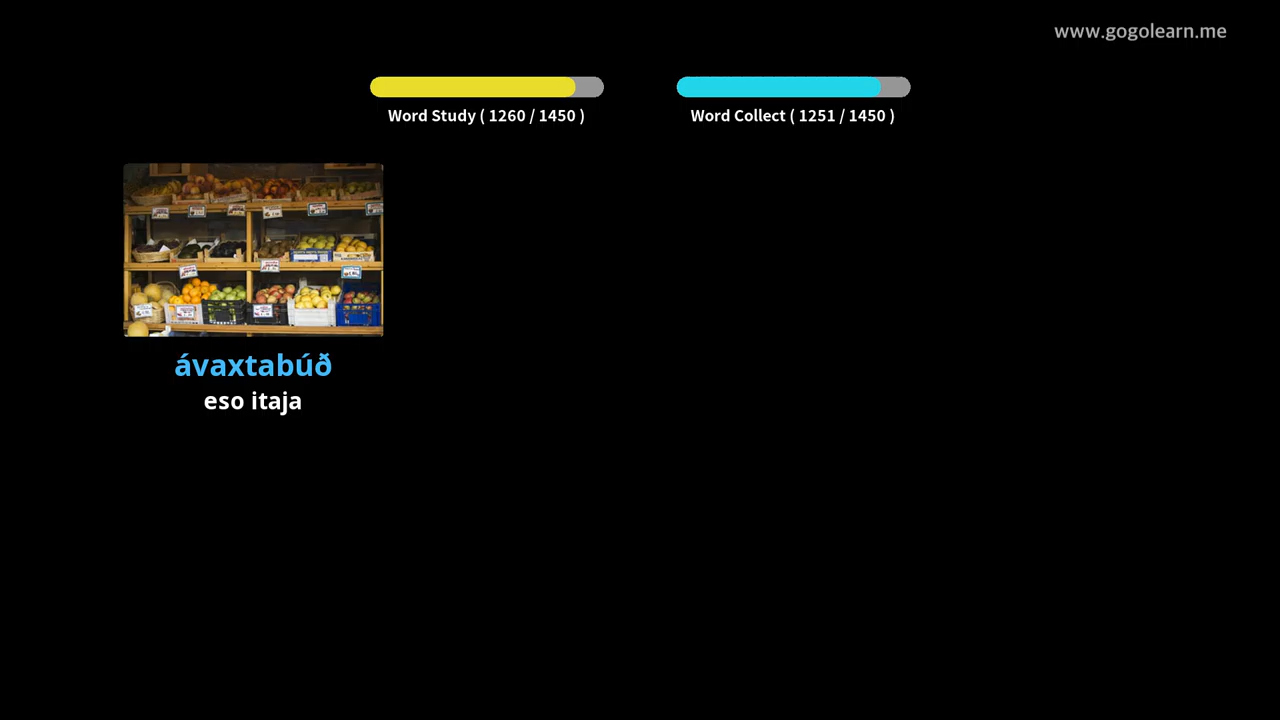 www.gogolearn.me
Word Study ( 1260 / 1450 )
Word Collect ( 1251 / 1450 )
ávaxtabúð
eso itaja